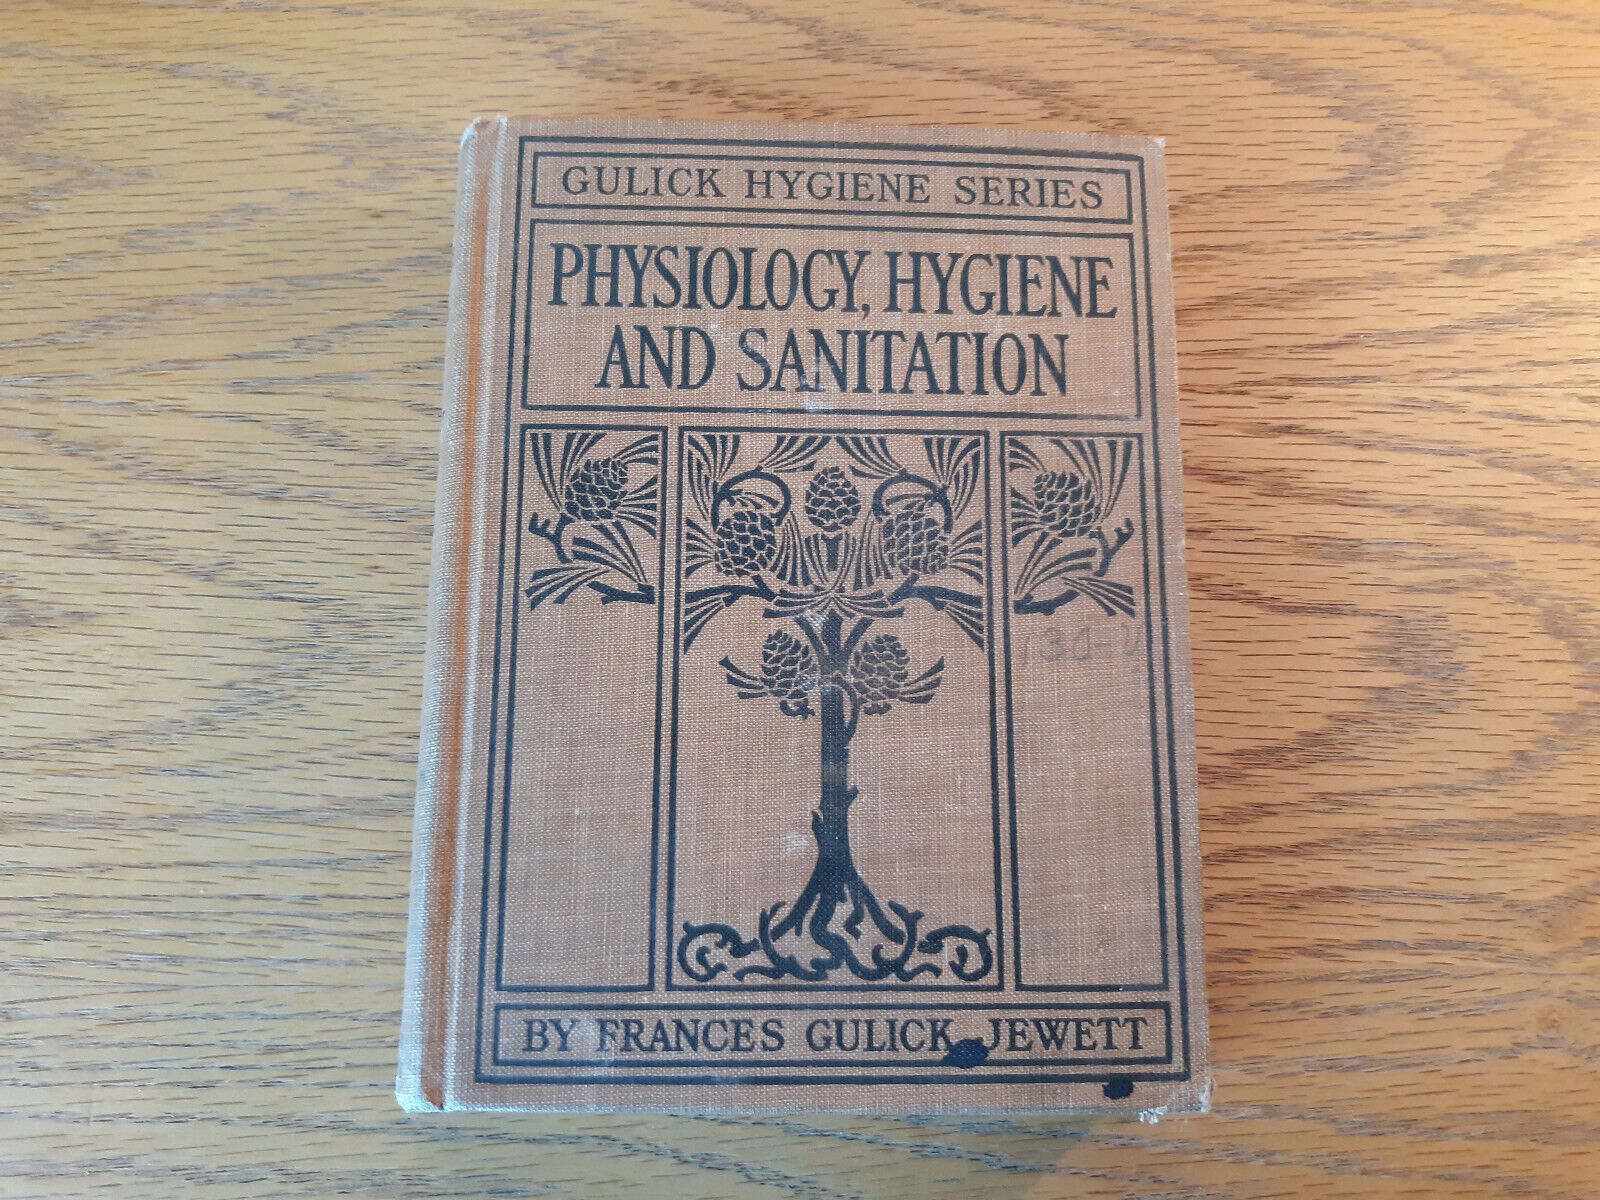 GULICK HYGIENE SERIES
PHYSIOLOGY, HYGIENE
AND SANITATION
BY FRANCES GULICK JEWETT